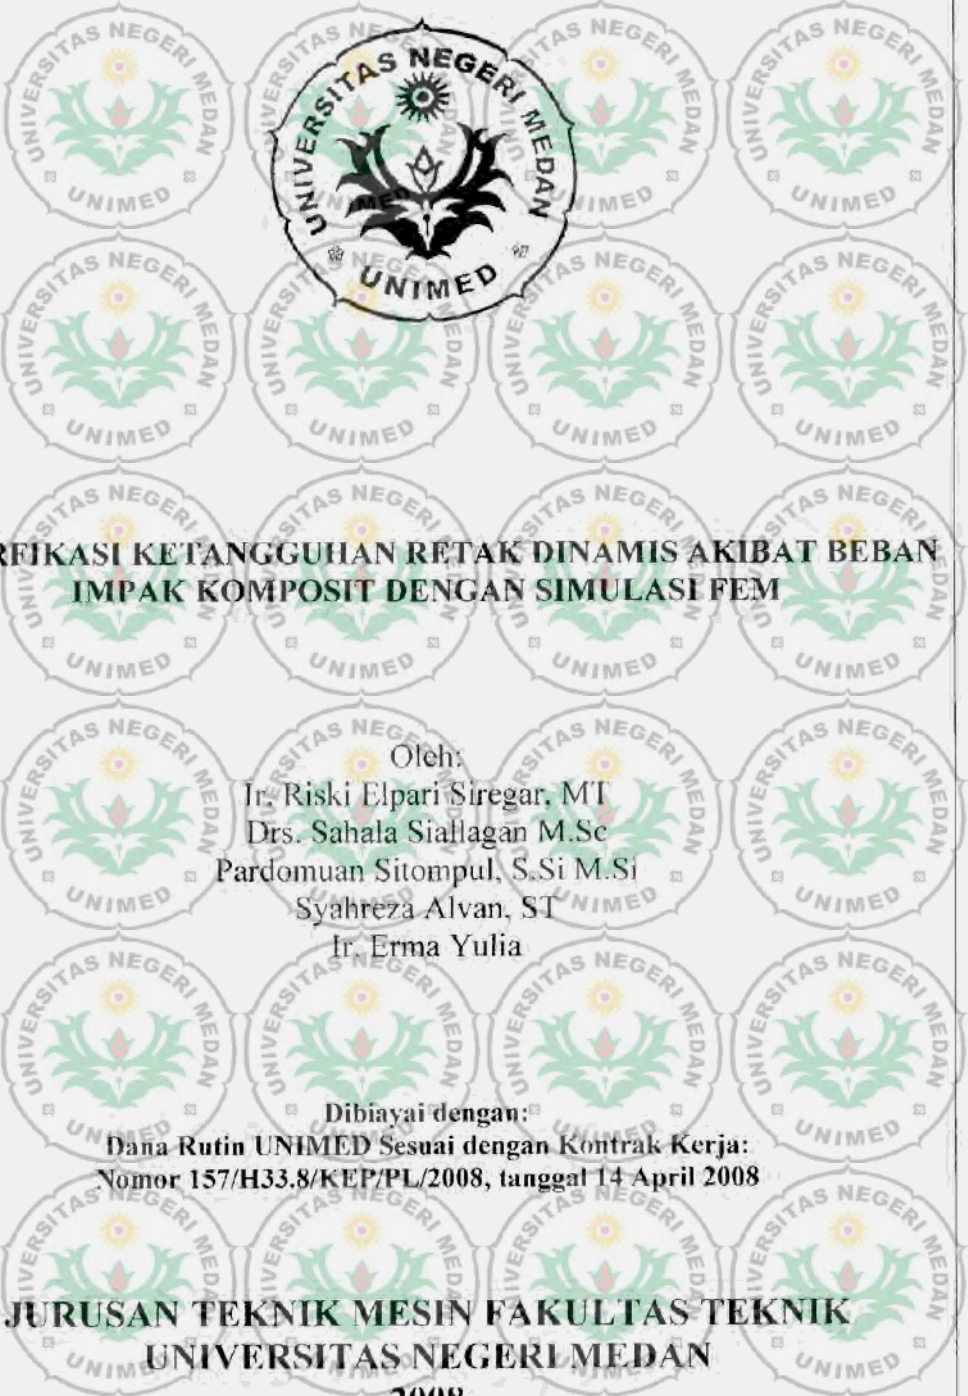 UNIVERSITAS NEGERI MEDAN
UNIMED
RFIKASI KETANGGUHAN RETAK DINAMIS AKIBAT BEBAN
IMPAK KOMPOSIT DENGAN SIMULASI FEM
Oleh:
Ir. Riski Elpari Siregar, MT
Drs. Sahala Siallagan M.Sc
Pardomuan Sitompul, S.Si M.Si
Syahreza Alvan, ST
Ir. Erma Yulia
Dibiayai dengan:
Dana Rutin UNIMED Sesuai dengan Kontrak Kerja:
Nomor 157/H33.8/KEP/PL/2008, tanggal 14 April 2008
JURUSAN TEKNIK MESIN FAKULTAS TEKNIK
UNIVERSITAS NEGERI MEDAN
2008